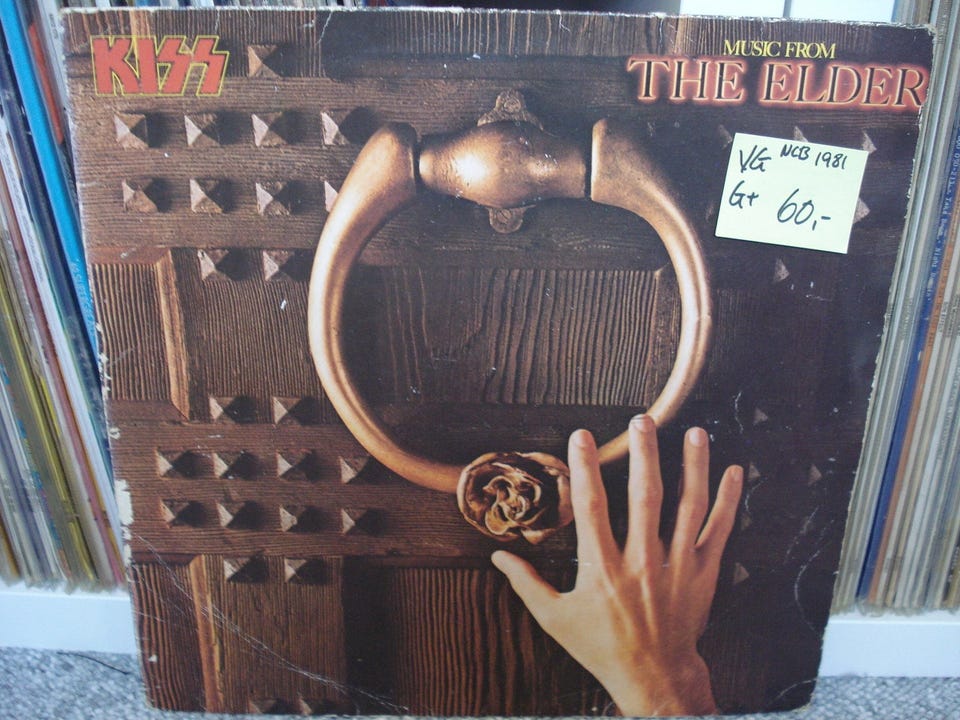 KISS
MUSIC FROM
THE ELDER
VG NCB 1981
G+ 60,-